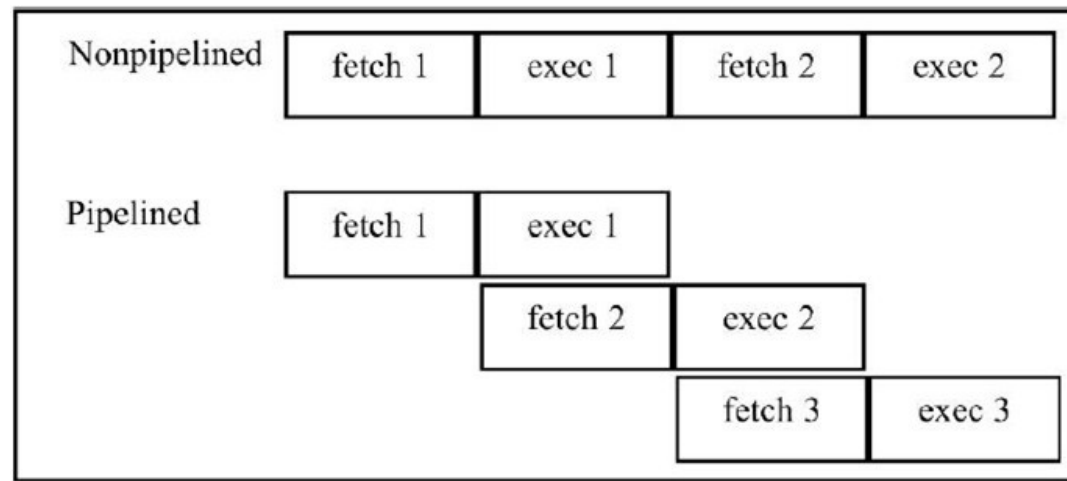 Nonpipelined fetch 1 exec 1 fetch 2 exec 2
Pipelined fetch 1 exec 1
fetch 2 exec 2
fetch 3 exec 3